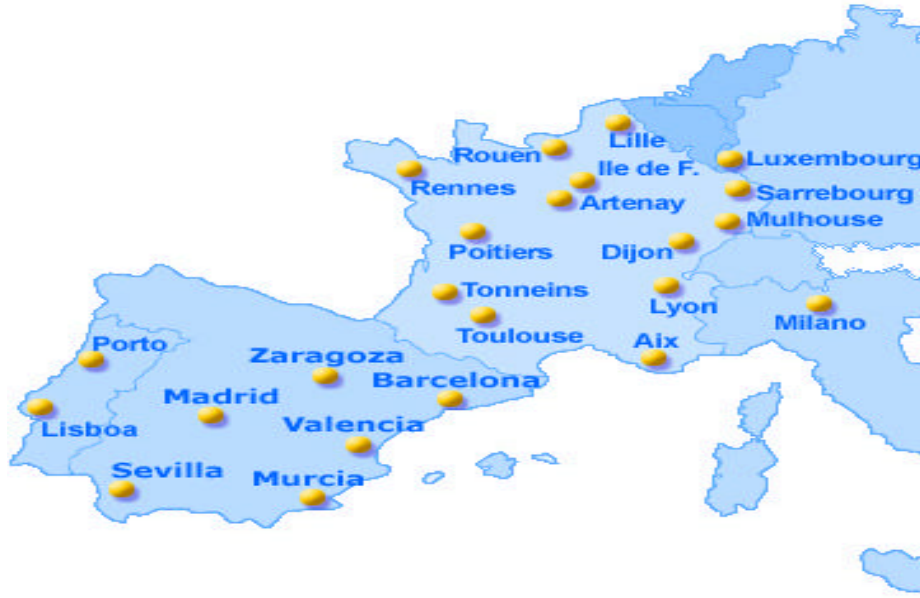 Lille
Rouen
Luxembourg
Ile de F.
Rennes
Sarrebourg
Artenay
Mulhouse
Poitiers
Dijon
Tonneins
Lyon
Milano
Toulouse
Aix
Porto
Zaragoza
Barcelona
Madrid
Valencia
Lisboa
Sevilla
Murcia